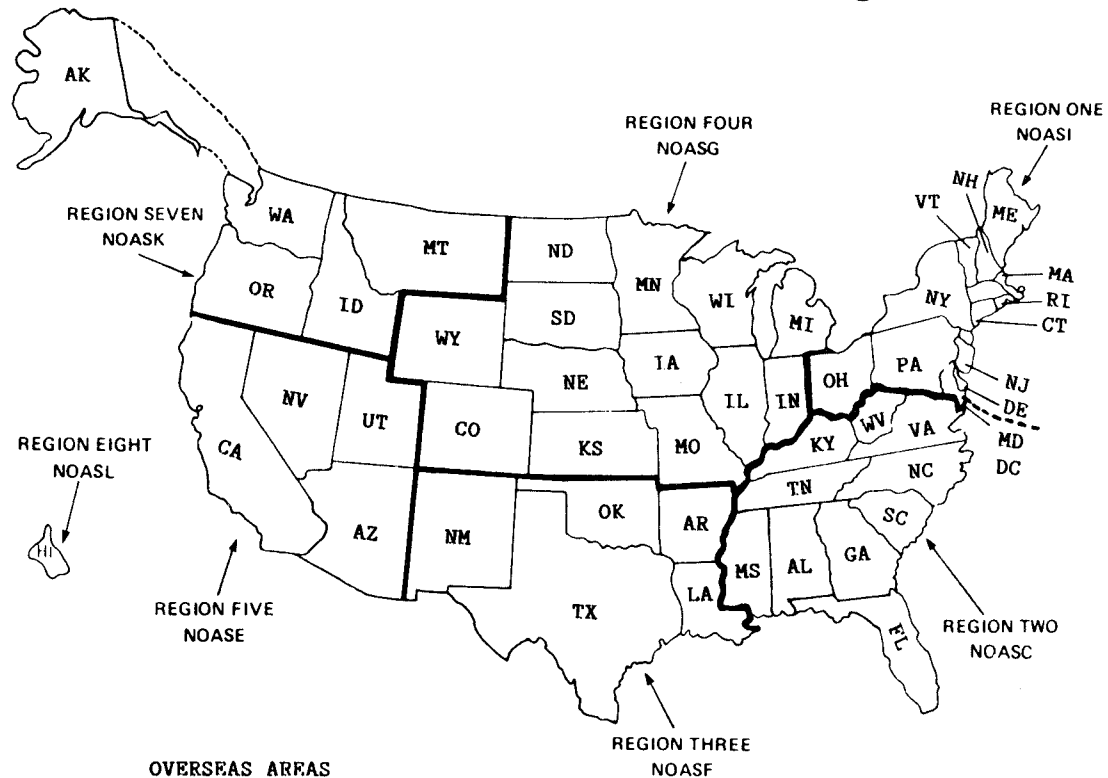 AK
REGION FOUR
NOASG
REGION ONE
NOASI
NH
VT
ME
REGION SEVEN
NOASK
WA
MT
ND
MN
OR
ID
WI
NY
MA
RI
CT
SD
MI
WY
IA
PA
NE
OH
NJ
NV
UT
CO
IL
IN
DE
WV
VA
MD
DC
REGION EIGHT
NOASL
CA
KS
MO
KY
NC
TN
HI
AZ
NM
OK
AR
SC
MS
AL
GA
REGION FIVE
NOASE
TX
LA
FL
REGION TWO
NOASC
REGION THREE
NOASF
OVERSEAS AREAS